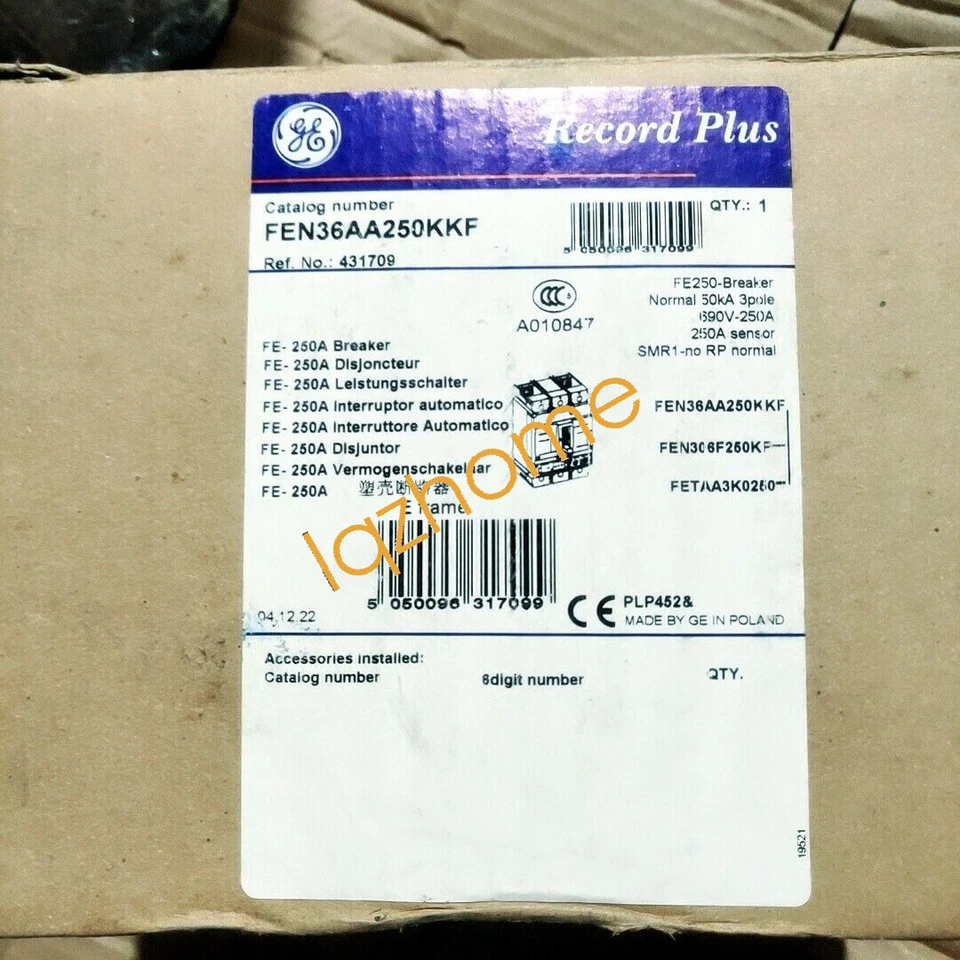 GE
Record Plus
Catalog number
FEN36AA250KKF
QTY.: 1
5 050096 317099
Ref. No.: 431709
FE250-Breaker
Normal 50kA 3pole
690V-250A
250A sensor
SMR1-no RP normal
CCC S
A010847
FE- 250A Breaker
FE- 250A Disjoncteur
FE- 250A Leistungsschalter
FE- 250A Interruptor automatico
FE- 250A Interruttore Automatico
FE- 250A Disjuntor
FE- 250A Vermogenschakelaar
FE- 250A 塑壳断路器
E frame
FEN36AA250KKF
FEN306F250KF
FETAA3K0250
lqzhome
5 050096 317099
04.12.22
CE
PLP452&
MADE BY GE IN POLAND
Accessories installed:
Catalog number 6digit number QTY.
19521